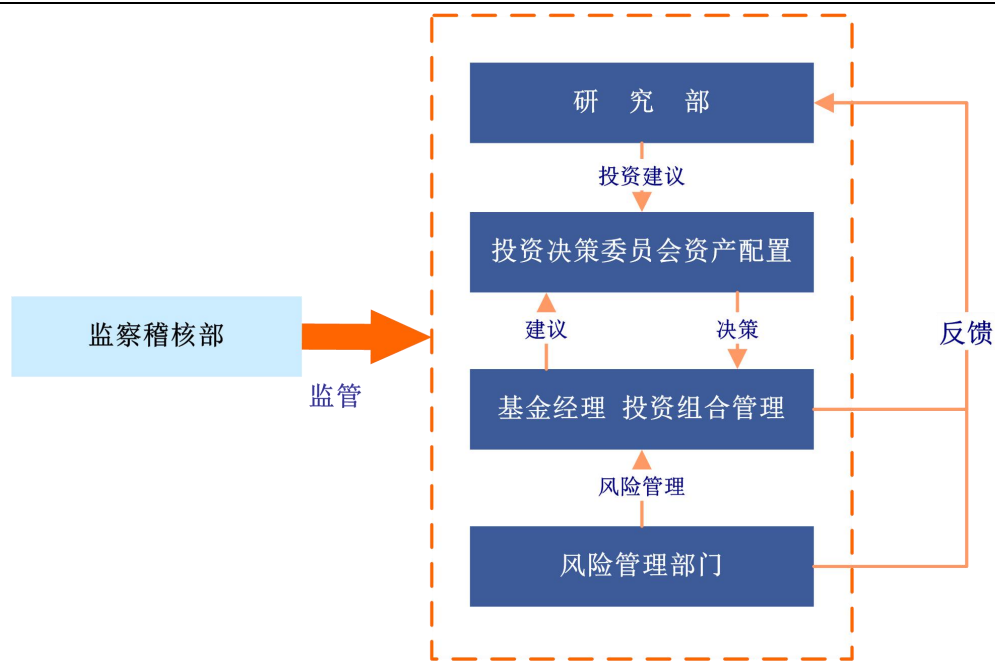 研 究 部
投资建议
投资决策委员会资产配置
建议
决策
监察稽核部
监管
反馈
基金经理 投资组合管理
风险管理
风险管理部门